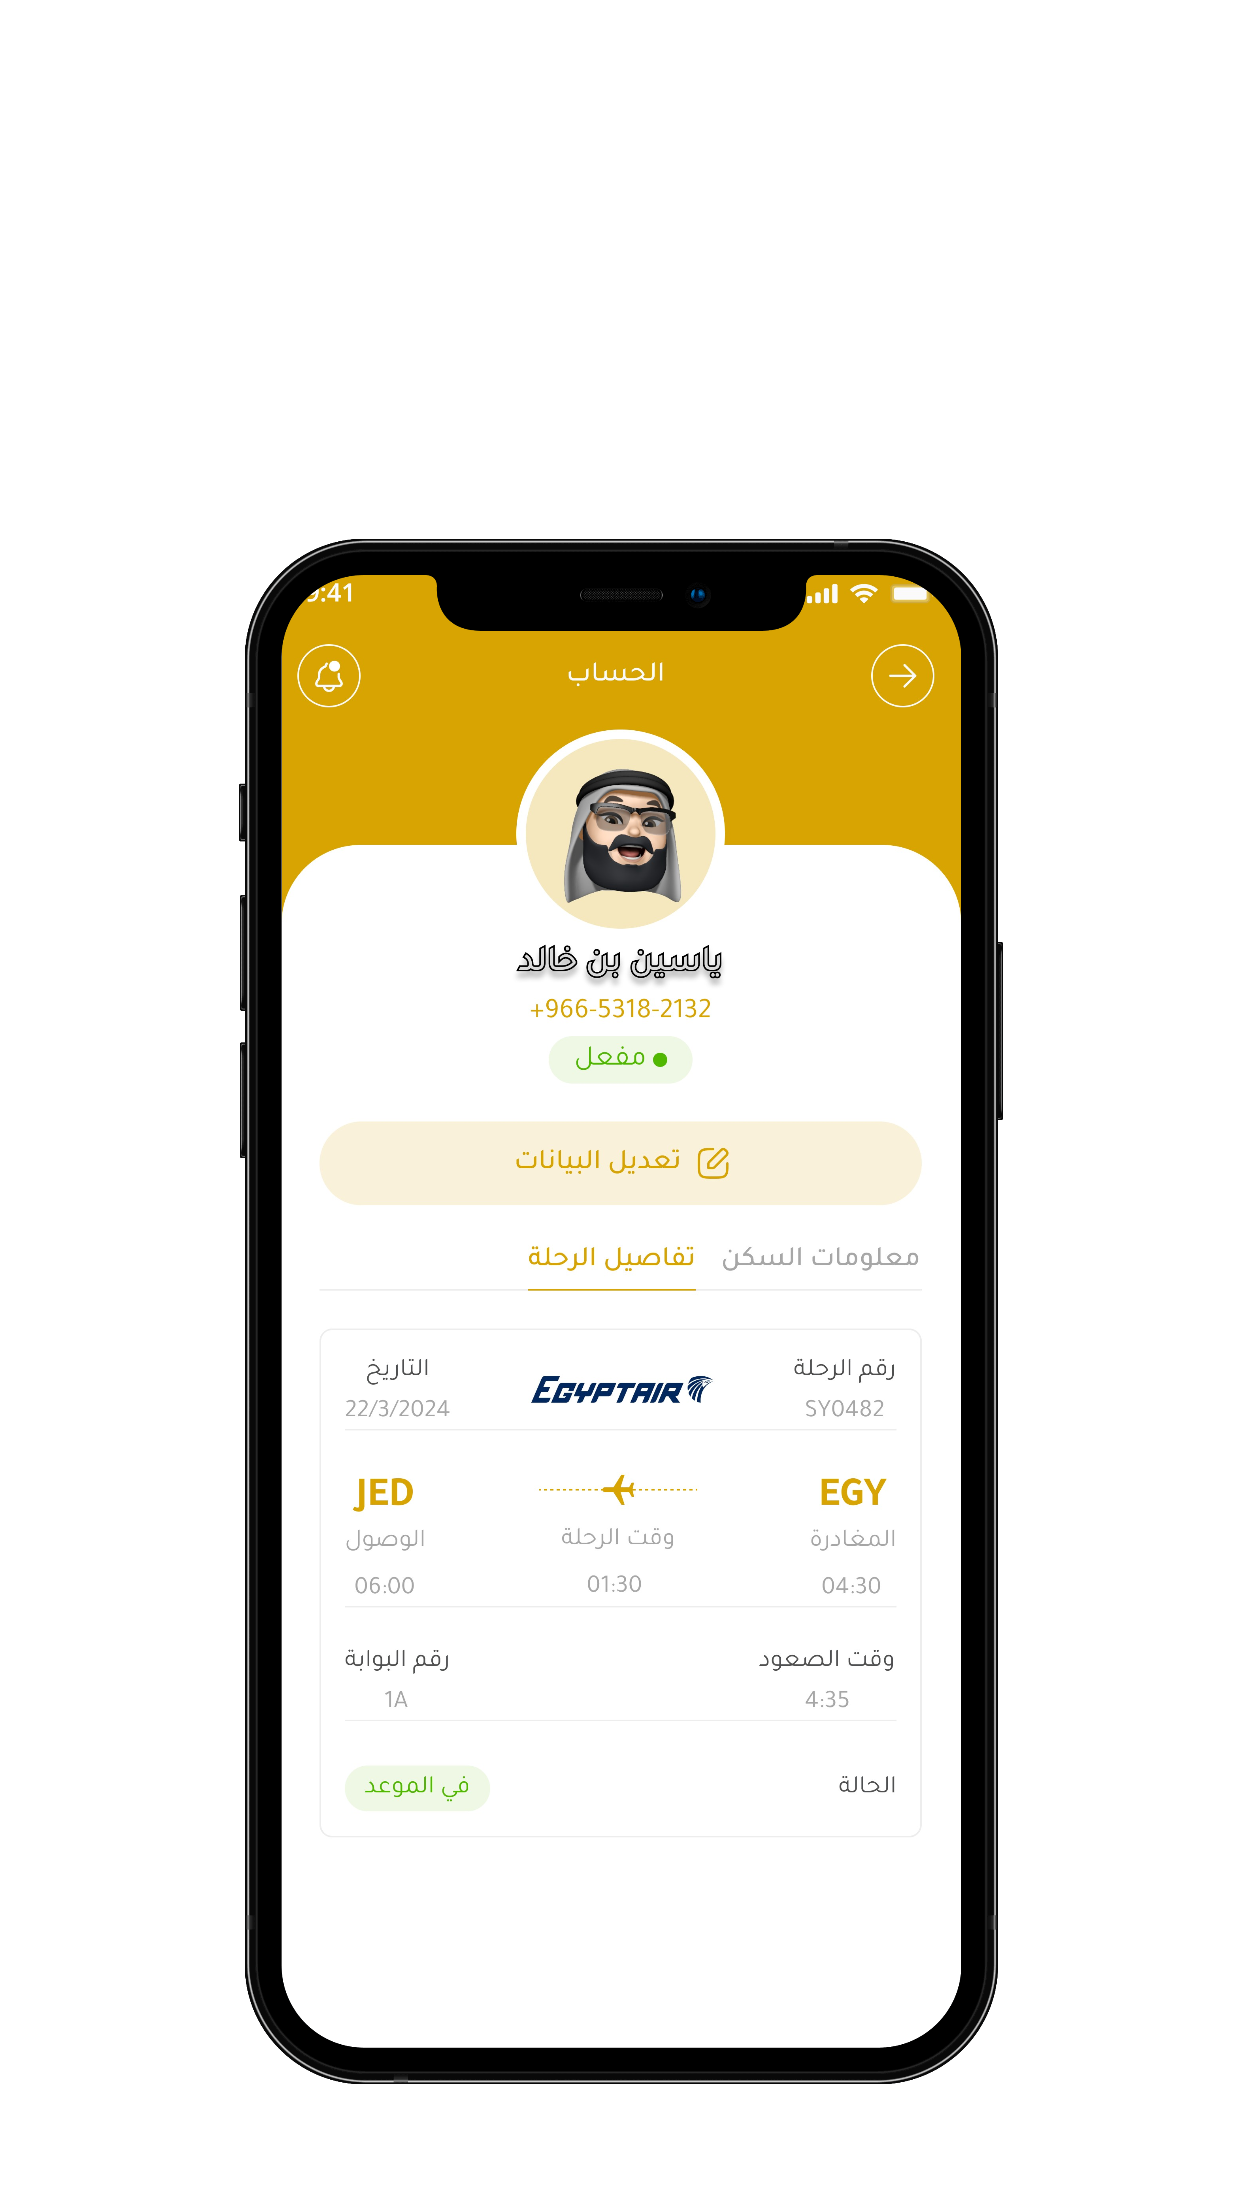 9:41
الحساب
ياسين بن خالد
+966-5318-2132
مفعل
تعديل البيانات
معلومات السكن تفاصيل الرحلة
رقم الرحلة EGYPTAIR التاريخ
SY0482 22/3/2024
EGY JED
المغادرة وقت الرحلة الوصول
04:30 01:30 06:00
وقت الصعود رقم البوابة
4:35 1A
الحالة في الموعد